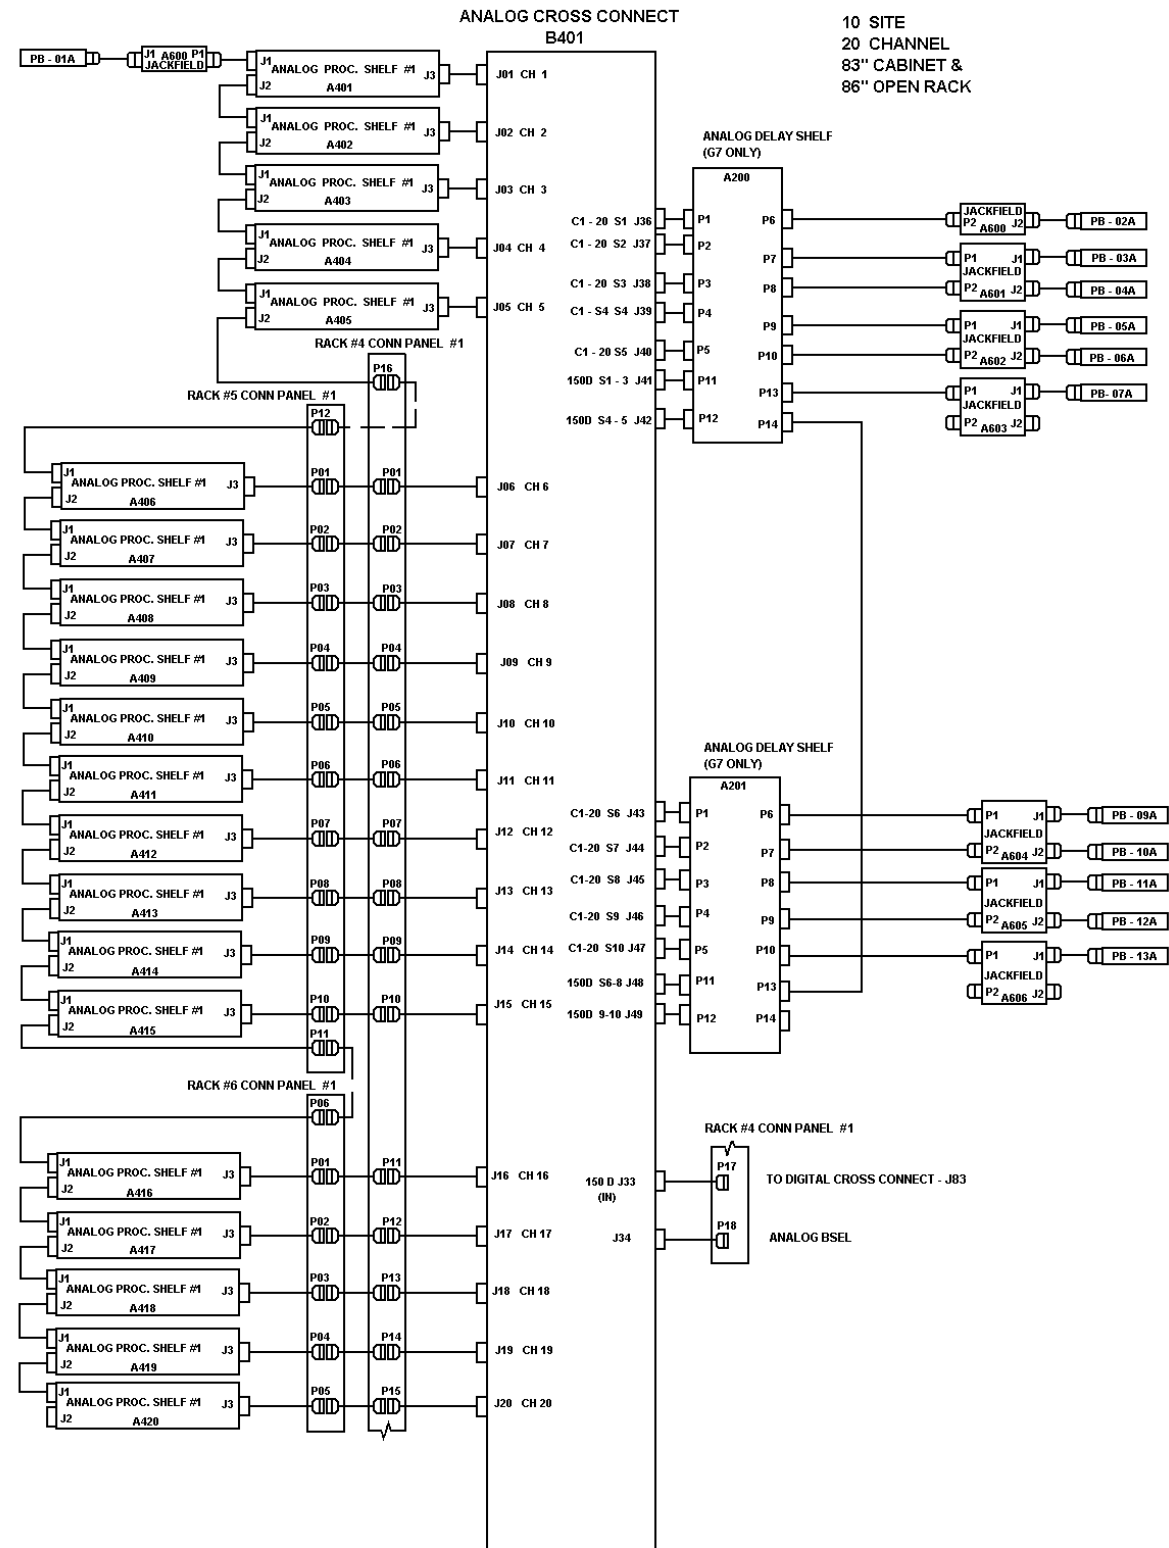 ANALOG CROSS CONNECT
B401
10 SITE
20 CHANNEL
83" CABINET &
86" OPEN RACK
PB - 01A
J1 A600 P1
JACKFIELD
J1
ANALOG PROC. SHELF #1 J3
J2
A401
J01 CH 1
J1
ANALOG PROC. SHELF #1 J3
J2
A402
J02 CH 2
J1
ANALOG PROC. SHELF #1 J3
J2
A403
J03 CH 3
J1
ANALOG PROC. SHELF #1 J3
J2
A404
J04 CH 4
J1
ANALOG PROC. SHELF #1 J3
J2
A405
J05 CH 5
RACK #4 CONN PANEL #1
P16
RACK #5 CONN PANEL #1
P12
J1
ANALOG PROC. SHELF #1 J3
J2
A406
P01 P01
J06 CH 6
J1
ANALOG PROC. SHELF #1 J3
J2
A407
P02 P02
J07 CH 7
J1
ANALOG PROC. SHELF #1 J3
J2
A408
P03 P03
J08 CH 8
J1
ANALOG PROC. SHELF #1 J3
J2
A409
P04 P04
J09 CH 9
J1
ANALOG PROC. SHELF #1 J3
J2
A410
P05 P05
J10 CH 10
J1
ANALOG PROC. SHELF #1 J3
J2
A411
P06 P06
J11 CH 11
J1
ANALOG PROC. SHELF #1 J3
J2
A412
P07 P07
J12 CH 12
J1
ANALOG PROC. SHELF #1 J3
J2
A413
P08 P08
J13 CH 13
J1
ANALOG PROC. SHELF #1 J3
J2
A414
P09 P09
J14 CH 14
J1
ANALOG PROC. SHELF #1 J3
J2
A415
P10 P10
J15 CH 15
P11
RACK #6 CONN PANEL #1
P06
J1
ANALOG PROC. SHELF #1 J3
J2
A416
P01 P11
J16 CH 16
J1
ANALOG PROC. SHELF #1 J3
J2
A417
P02 P12
J17 CH 17
J1
ANALOG PROC. SHELF #1 J3
J2
A418
P03 P13
J18 CH 18
J1
ANALOG PROC. SHELF #1 J3
J2
A419
P04 P14
J19 CH 19
J1
ANALOG PROC. SHELF #1 J3
J2
A420
P05 P15
J20 CH 20
ANALOG DELAY SHELF
(G7 ONLY)
A200
C1 - 20 S1 J36
C1 - 20 S2 J37
C1 - 20 S3 J38
C1 - S4 S4 J39
C1 - 20 S5 J40
150D S1 - 3 J41
150D S4 - 5 J42
P1
P2
P3
P4
P5
P11
P12
P6
P7
P8
P9
P10
P13
P14
JACKFIELD
P2 A600 J2
PB - 02A
P1 J1
JACKFIELD
P2 A601 J2
PB - 03A
PB - 04A
P1 J1
JACKFIELD
P2 A602 J2
PB - 05A
PB - 06A
P1 J1
JACKFIELD
P2 A603 J2
PB- 07A
ANALOG DELAY SHELF
(G7 ONLY)
A201
C1-20 S6 J43
C1-20 S7 J44
C1-20 S8 J45
C1-20 S9 J46
C1-20 S10 J47
150D S6-8 J48
150D 9-10 J49
P1
P2
P3
P4
P5
P11
P12
P6
P7
P8
P9
P10
P13
P14
P1 J1
JACKFIELD
P2 A604 J2
PB - 09A
PB - 10A
P1 J1
JACKFIELD
P2 A605 J2
PB - 11A
PB - 12A
P1 J1
JACKFIELD
P2 A606 J2
PB - 13A
RACK #4 CONN PANEL #1
150 D J33
(IN)
P17
TO DIGITAL CROSS CONNECT - J83
J34
P18
ANALOG BSEL